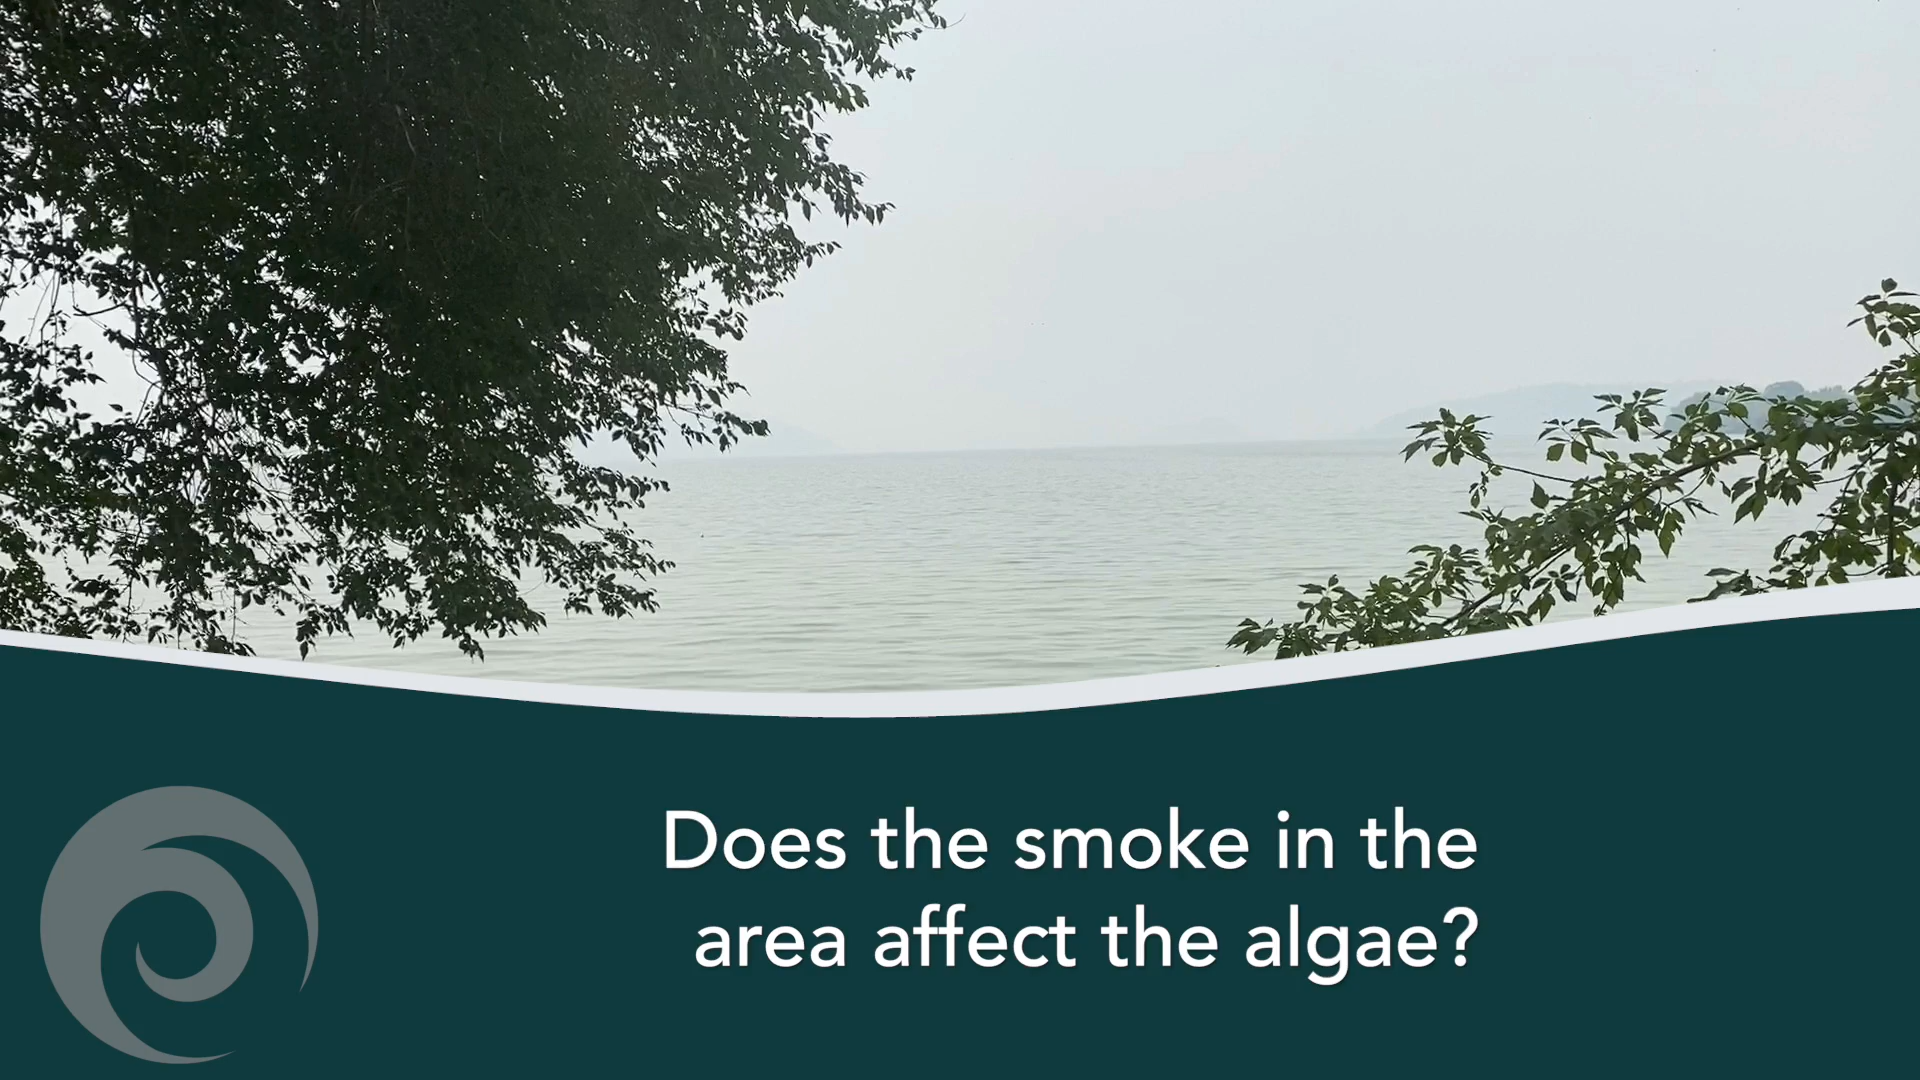 Does the smoke in the
area affect the algae?